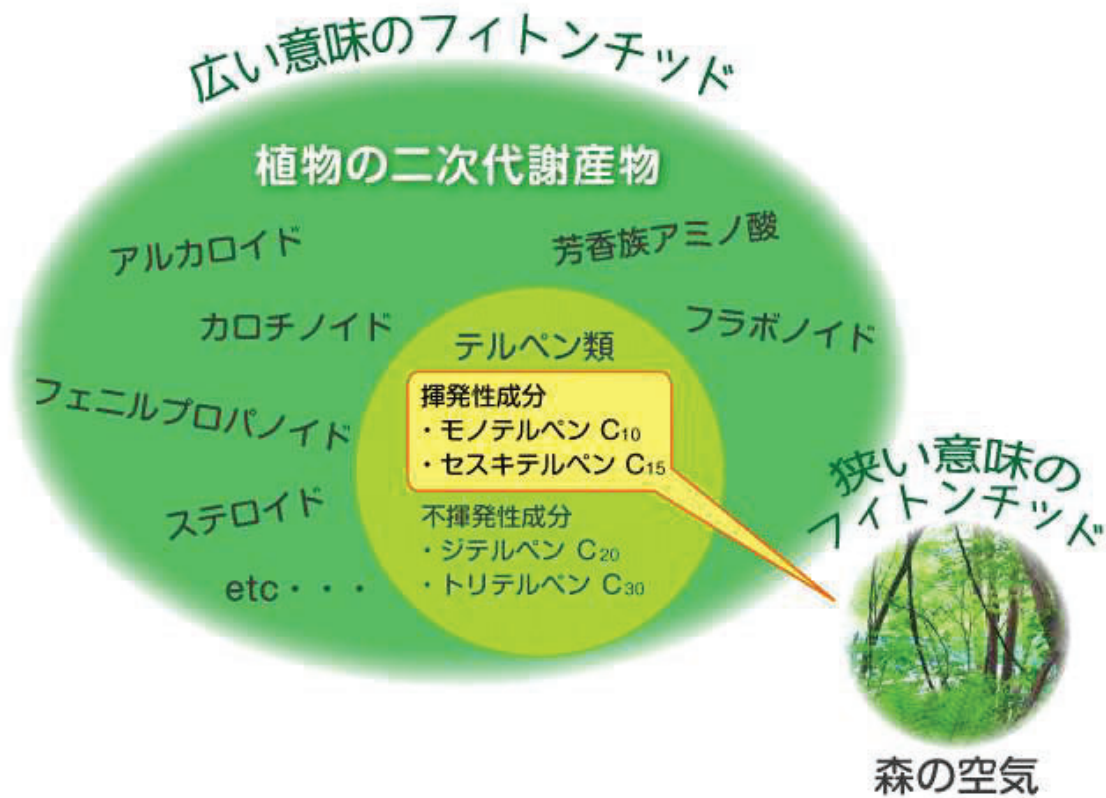 広い意味のフィトンチッド
植物の二次代謝産物
アルカロイド
芳香族アミノ酸
カロチノイド
フラボノイド
テルペン類
フェニルプロパノイド
揮発性成分
・モノテルペン C₁₀
・セスキテルペン C₁₅
ステロイド
不揮発性成分
・ジテルペン C₂₀
・トリテルペン C₃₀
etc・・・
狭い意味の
フィトンチッド
森の空気